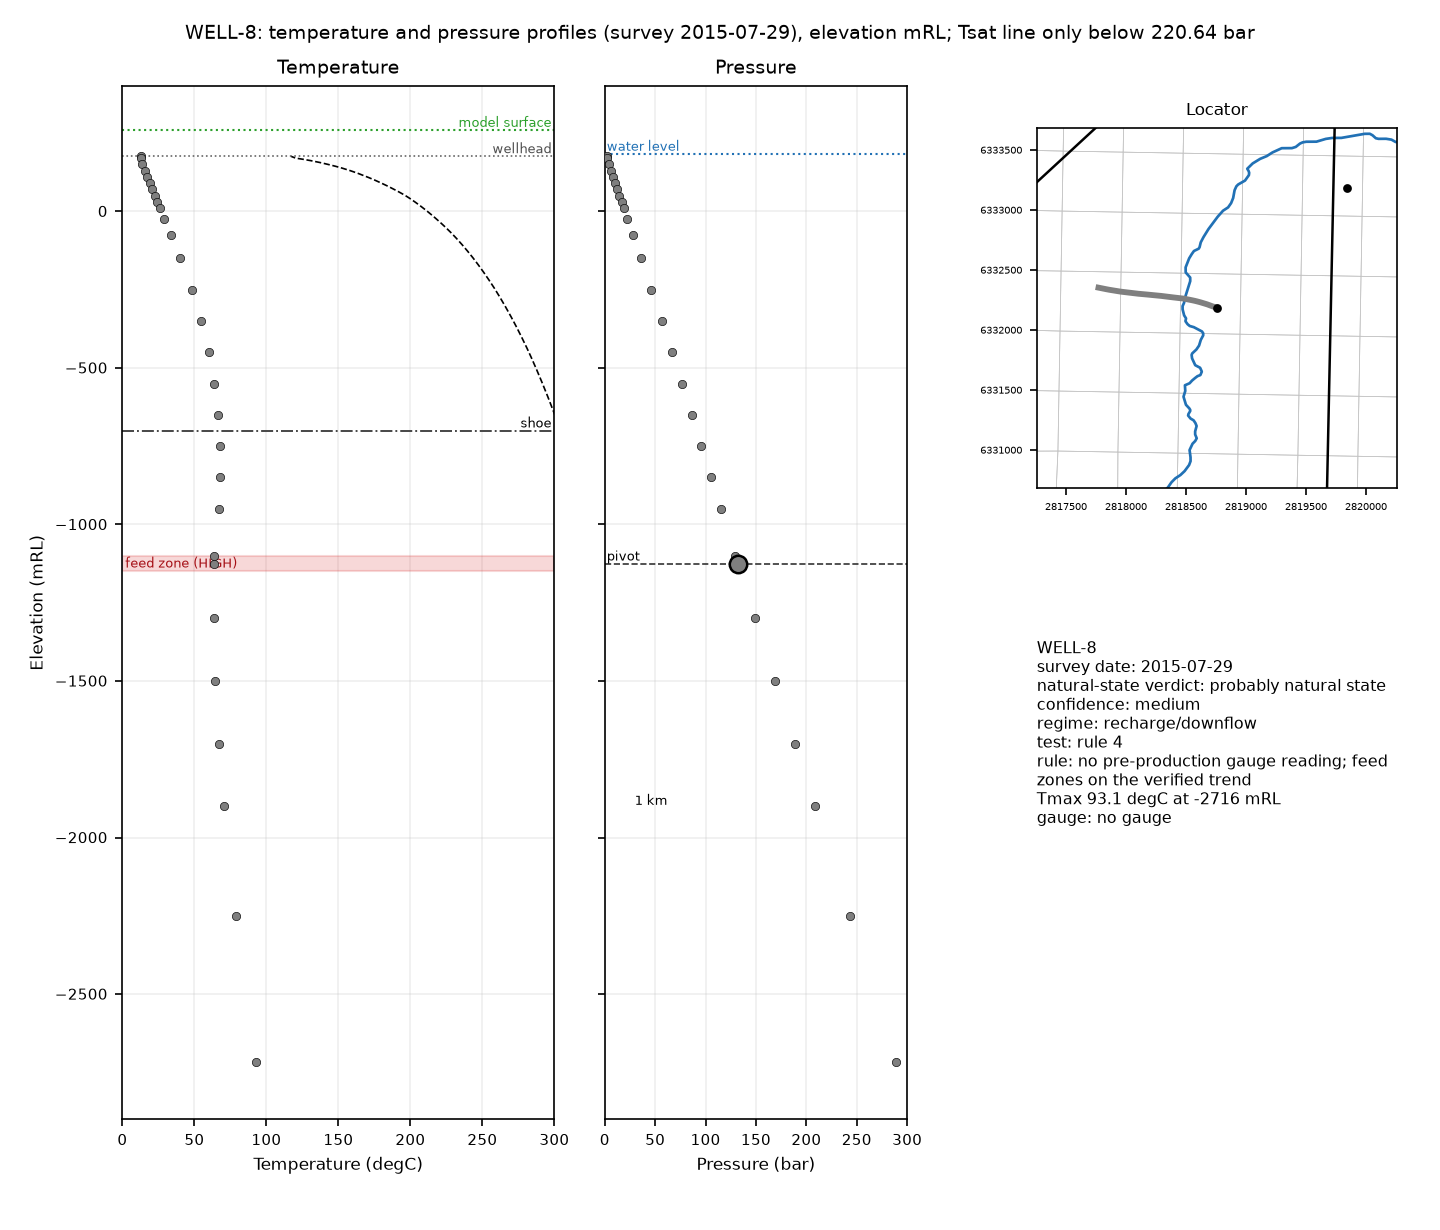 WELL-8: temperature and pressure profiles (survey 2015-07-29), elevation mRL; Tsat line only below 220.64 bar
Temperature
model surface
wellhead
shoe
feed zone (HIGH)
0
−500
−1000
−1500
−2000
−2500
Elevation (mRL)
0 50 100 150 200 250 300
Temperature (degC)
Pressure
water level
pivot
1 km
0 50 100 150 200 250 300
Pressure (bar)
Locator
6333500
6333000
6332500
6332000
6331500
6331000
2817500 2818000 2818500 2819000 2819500 2820000
WELL-8
survey date: 2015-07-29
natural-state verdict: probably natural state
confidence: medium
regime: recharge/downflow
test: rule 4
rule: no pre-production gauge reading; feed
zones on the verified trend
Tmax 93.1 degC at -2716 mRL
gauge: no gauge